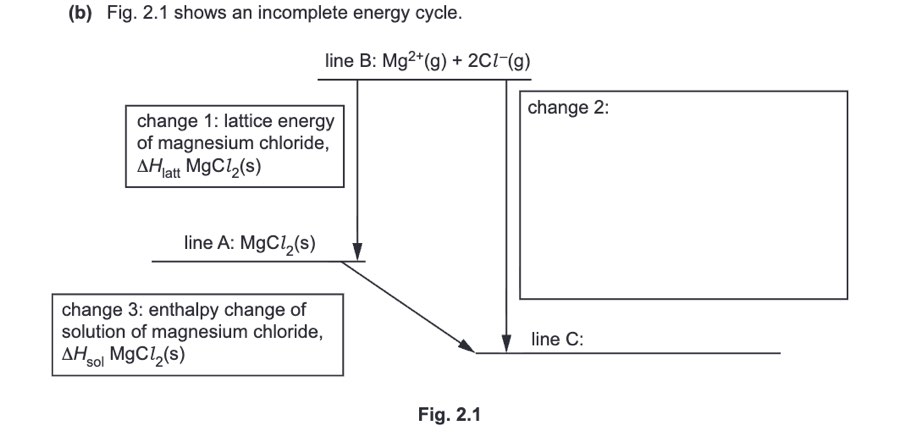 (b) Fig. 2.1 shows an incomplete energy cycle.
line B: Mg²⁺(g) + 2Cl⁻(g)
change 1: lattice energy
of magnesium chloride,
ΔHlatt MgCl₂(s)
change 2:
line A: MgCl₂(s)
change 3: enthalpy change of
solution of magnesium chloride,
ΔHsol MgCl₂(s)
line C:
Fig. 2.1